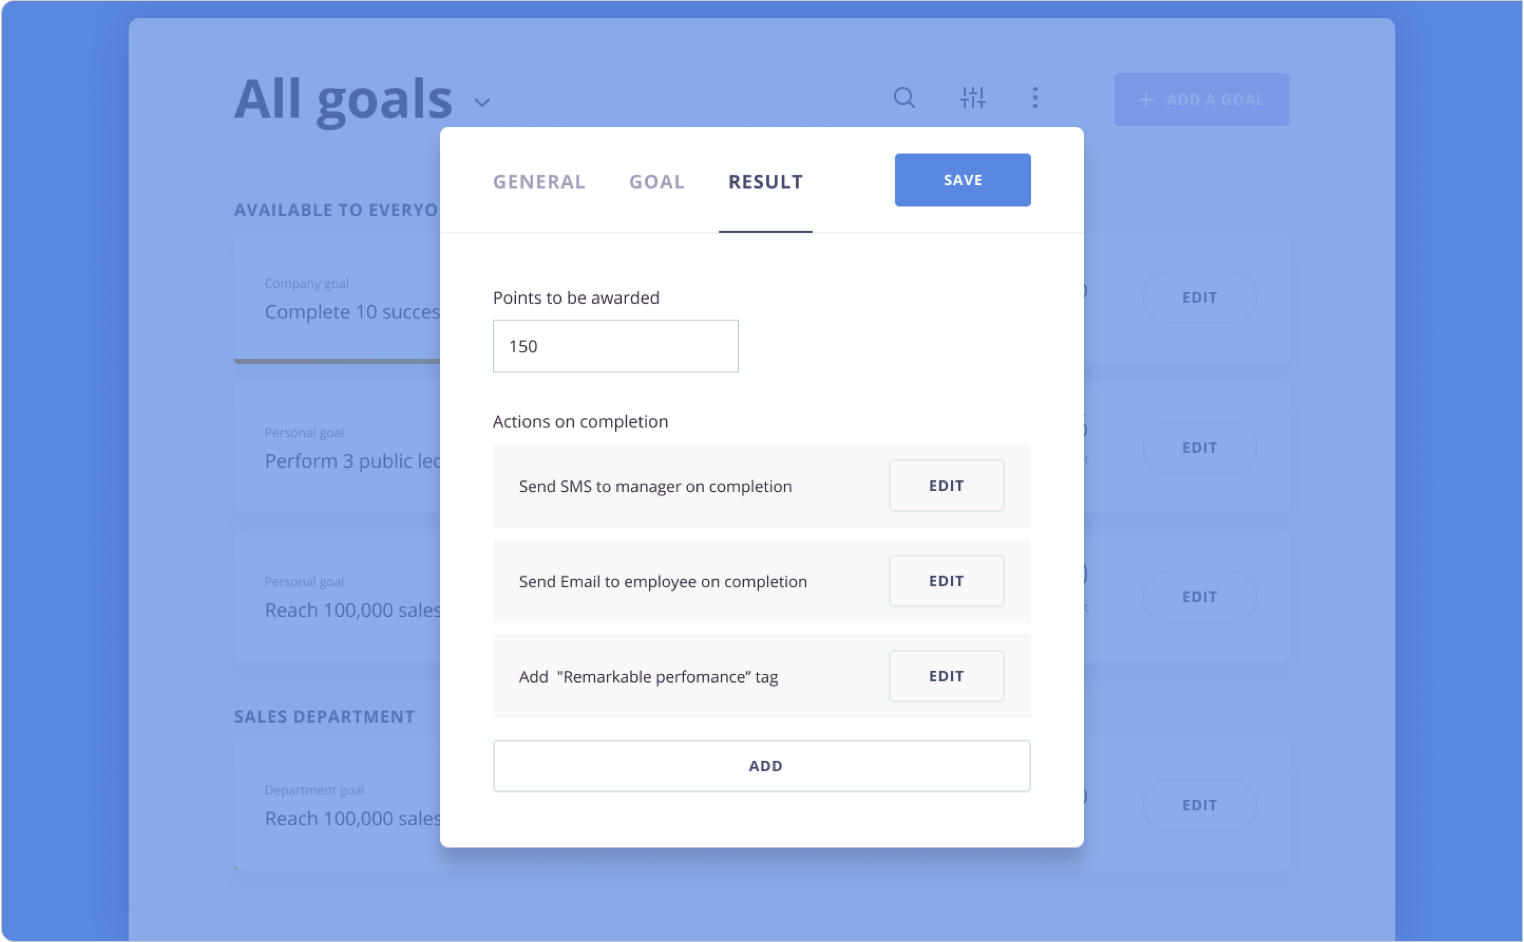 All goals
ADD A GOAL
GENERAL GOAL RESULT SAVE
AVAILABLE TO
Company goal
Complete 10
EDIT
Points to be awarded
150
Actions on completion
Personal goal
Perform 3 public
EDIT
Send SMS to manager on completion EDIT
Send Email to employee on completion EDIT
Personal goal
Reach 100,000 sales
EDIT
Add "Remarkable perfomance” tag EDIT
SALES DEPARTMENT
ADD
Department goal
Reach 100,000 sales
EDIT